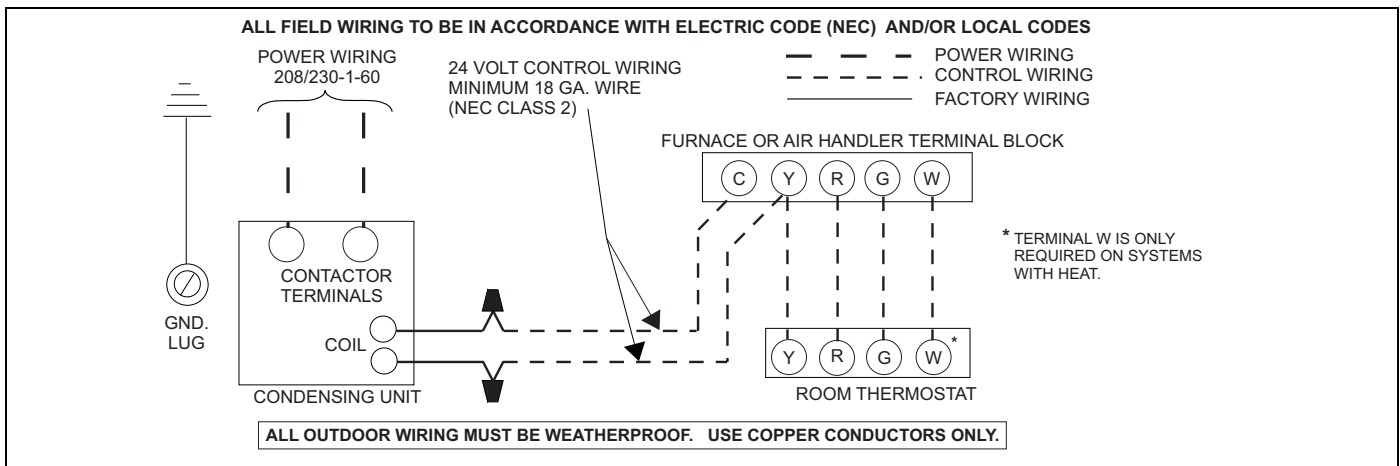 ALL FIELD WIRING TO BE IN ACCORDANCE WITH ELECTRIC CODE (NEC) AND/OR LOCAL CODES
POWER WIRING
208/230-1-60
24 VOLT CONTROL WIRING
MINIMUM 18 GA. WIRE
(NEC CLASS 2)
POWER WIRING
CONTROL WIRING
FACTORY WIRING
FURNACE OR AIR HANDLER TERMINAL BLOCK
C Y R G W
* TERMINAL W IS ONLY
REQUIRED ON SYSTEMS
WITH HEAT.
CONTACTOR
TERMINALS
GND.
LUG
COIL
Y R G W *
CONDENSING UNIT
ROOM THERMOSTAT
ALL OUTDOOR WIRING MUST BE WEATHERPROOF. USE COPPER CONDUCTORS ONLY.